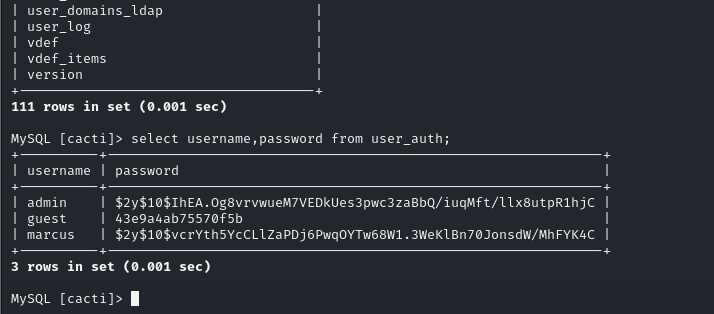 | user_domains_ldap |
| user_log |
| vdef |
| vdef_items |
| version |
+-------------------------------------+
111 rows in set (0.001 sec)
MySQL [cacti]> select username,password from user_auth;
+----------+--------------------------------------------------------------+
| username | password |
+----------+--------------------------------------------------------------+
| admin | $2y$10$IhEA.Og8vrvwueM7VEDkUes3pwc3zaBbQ/iuqMft/llx8utpR1hjC |
| guest | 43e9a4ab75570f5b |
| marcus | $2y$10$vcrYth5YcCLlZaPDj6PwqOYTw68W1.3WeKlBn70JonsdW/MhFYK4C |
+----------+--------------------------------------------------------------+
3 rows in set (0.001 sec)
MySQL [cacti]>